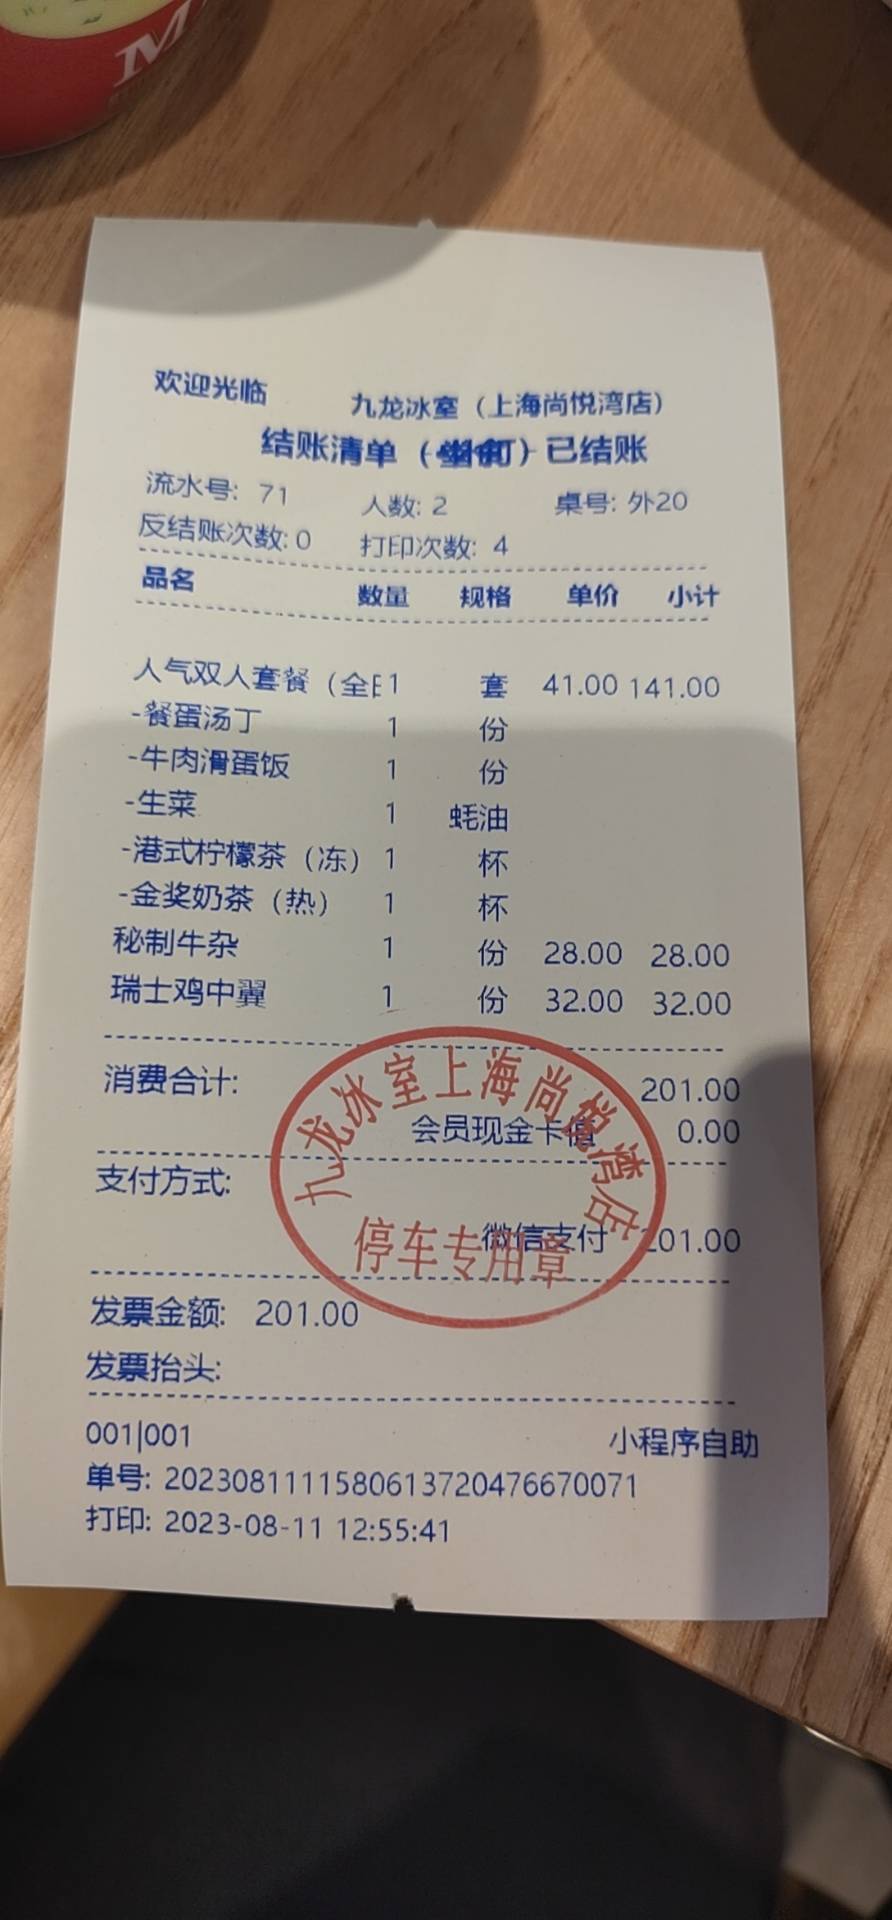 M
欢迎光临
九龙冰室（上海尚悦湾店）
结账清单（）已结账
流水号: 71 人数: 2 桌号: 外20
反结账次数: 0 打印次数: 4
品名 数量 规格 单价 小计
人气双人套餐（全日 1 套 41.00 141.00
-餐蛋汤丁 1 份
-牛肉滑蛋饭 1 份
-生菜 1 蚝油
-港式柠檬茶（冻） 1 杯
-金奖奶茶（热） 1 杯
秘制牛杂 1 份 28.00 28.00
瑞士鸡中翼 1 份 32.00 32.00
消费合计: 201.00
会员现金卡值 0.00
支付方式:
微信支付 201.00
九龙冰室上海尚悦湾店
停车专用章
发票金额: 201.00
发票抬头:
001|001 小程序自助
单号: 2023081111580613720476670071
打印: 2023-08-11 12:55:41